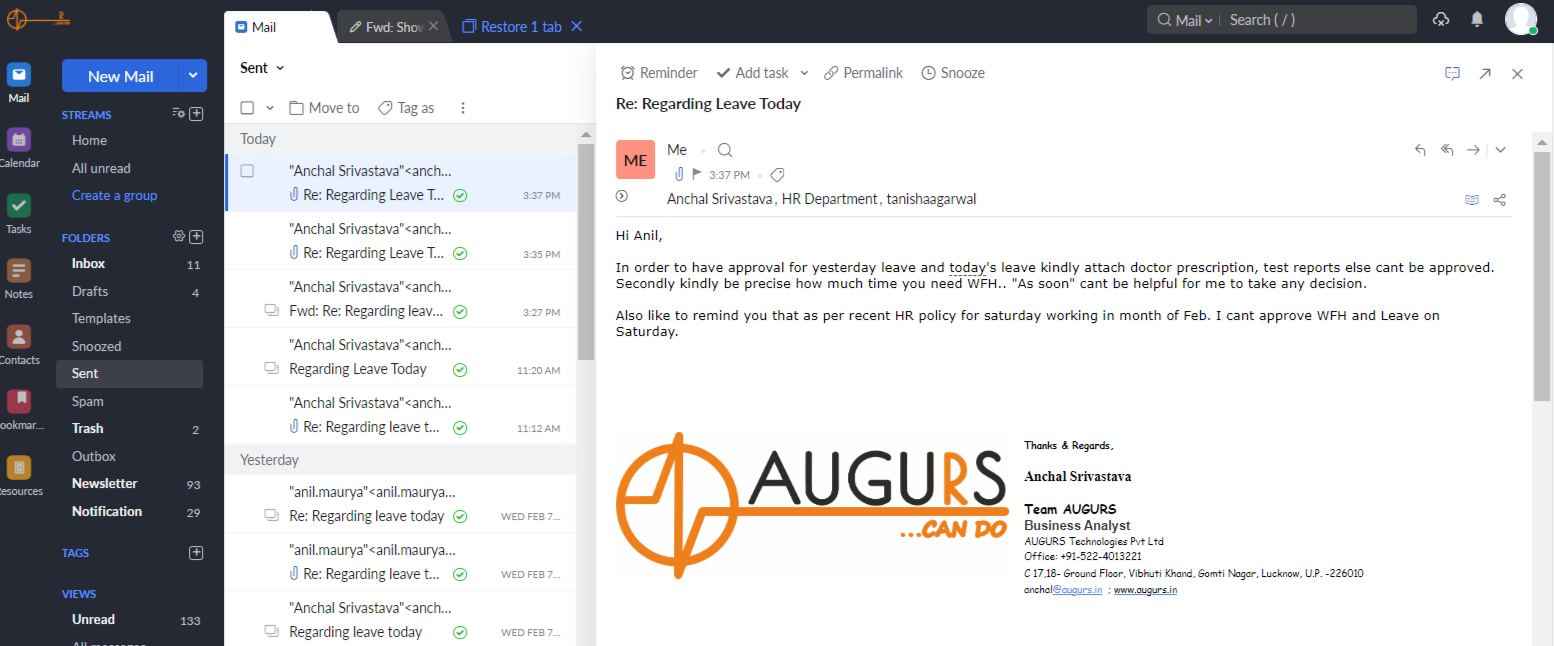 Mail
Fwd: Shov
Restore 1 tab
Mail
Search ( / )
Mail
Calendar
Tasks
Notes
Contacts
ookmar...
esources
New Mail
STREAMS
Home
All unread
Create a group
FOLDERS
Inbox 11
Drafts 4
Templates
Snoozed
Sent
Spam
Trash 2
Outbox
Newsletter 93
Notification 29
TAGS
VIEWS
Unread 133
All messages
Sent
Move to Tag as
Today
"Anchal Srivastava"<anch...
Re: Regarding Leave T... 3:37 PM
"Anchal Srivastava"<anch...
Re: Regarding Leave T... 3:35 PM
"Anchal Srivastava"<anch...
Fwd: Re: Regarding leav... 3:27 PM
"Anchal Srivastava"<anch...
Regarding Leave Today 11:20 AM
"Anchal Srivastava"<anch...
Re: Regarding leave t... 11:12 AM
Yesterday
"anil.maurya"<anil.maurya...
Re: Regarding leave today WED FEB 7...
"anil.maurya"<anil.maurya...
Re: Regarding leave t... WED FEB 7...
"Anchal Srivastava"<anch...
Regarding leave today WED FEB 7...
Reminder Add task Permalink Snooze
Re: Regarding Leave Today
ME
Me
3:37 PM
Anchal Srivastava , HR Department , tanishaagarwal
Hi Anil,
In order to have approval for yesterday leave and today's leave kindly attach doctor prescription, test reports else cant be approved.
Secondly kindly be precise how much time you need WFH.. "As soon" cant be helpful for me to take any decision.
Also like to remind you that as per recent HR policy for saturday working in month of Feb. I cant approve WFH and Leave on
Saturday.
AUGURS
...CAN DO
Thanks & Regards,
Anchal Srivastava
Team AUGURS
Business Analyst
AUGURS Technologies Pvt Ltd
Office: +91-522-4013221
C 17,18- Ground Floor, Vibhuti Khand, Gomti Nagar, Lucknow, U.P. -226010
anchal@augurs.in ; www.augurs.in